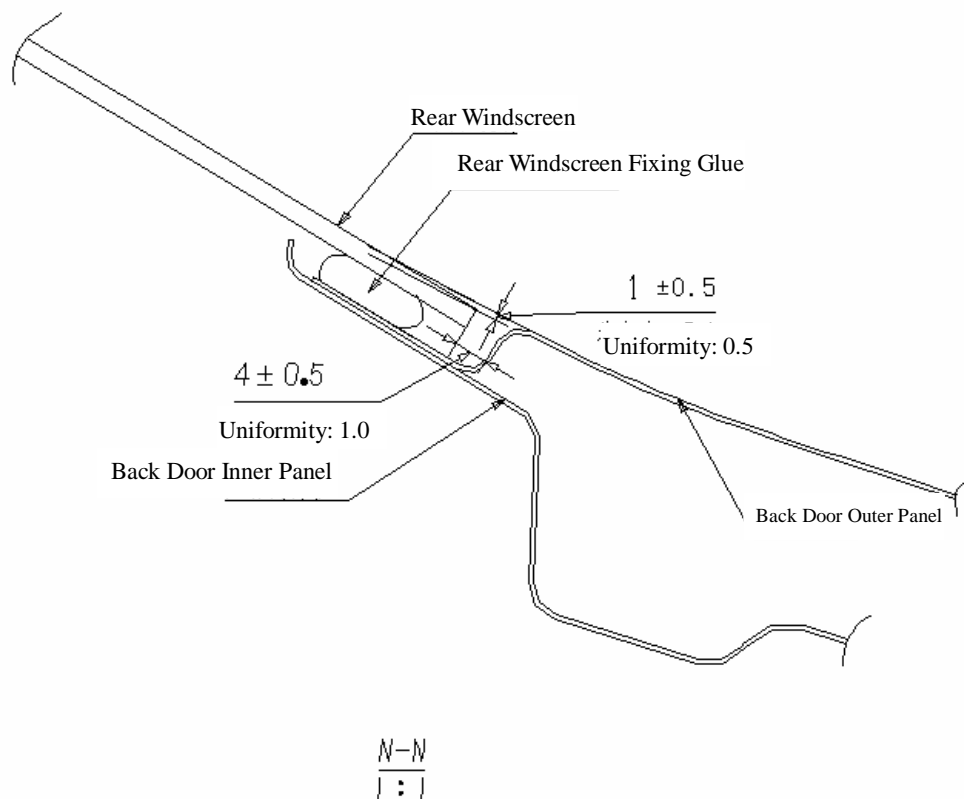 Rear Windscreen
Rear Windscreen Fixing Glue
1 ±0.5
Uniformity: 0.5
4± 0.5
Uniformity: 1.0
Back Door Inner Panel
Back Door Outer Panel
N-N